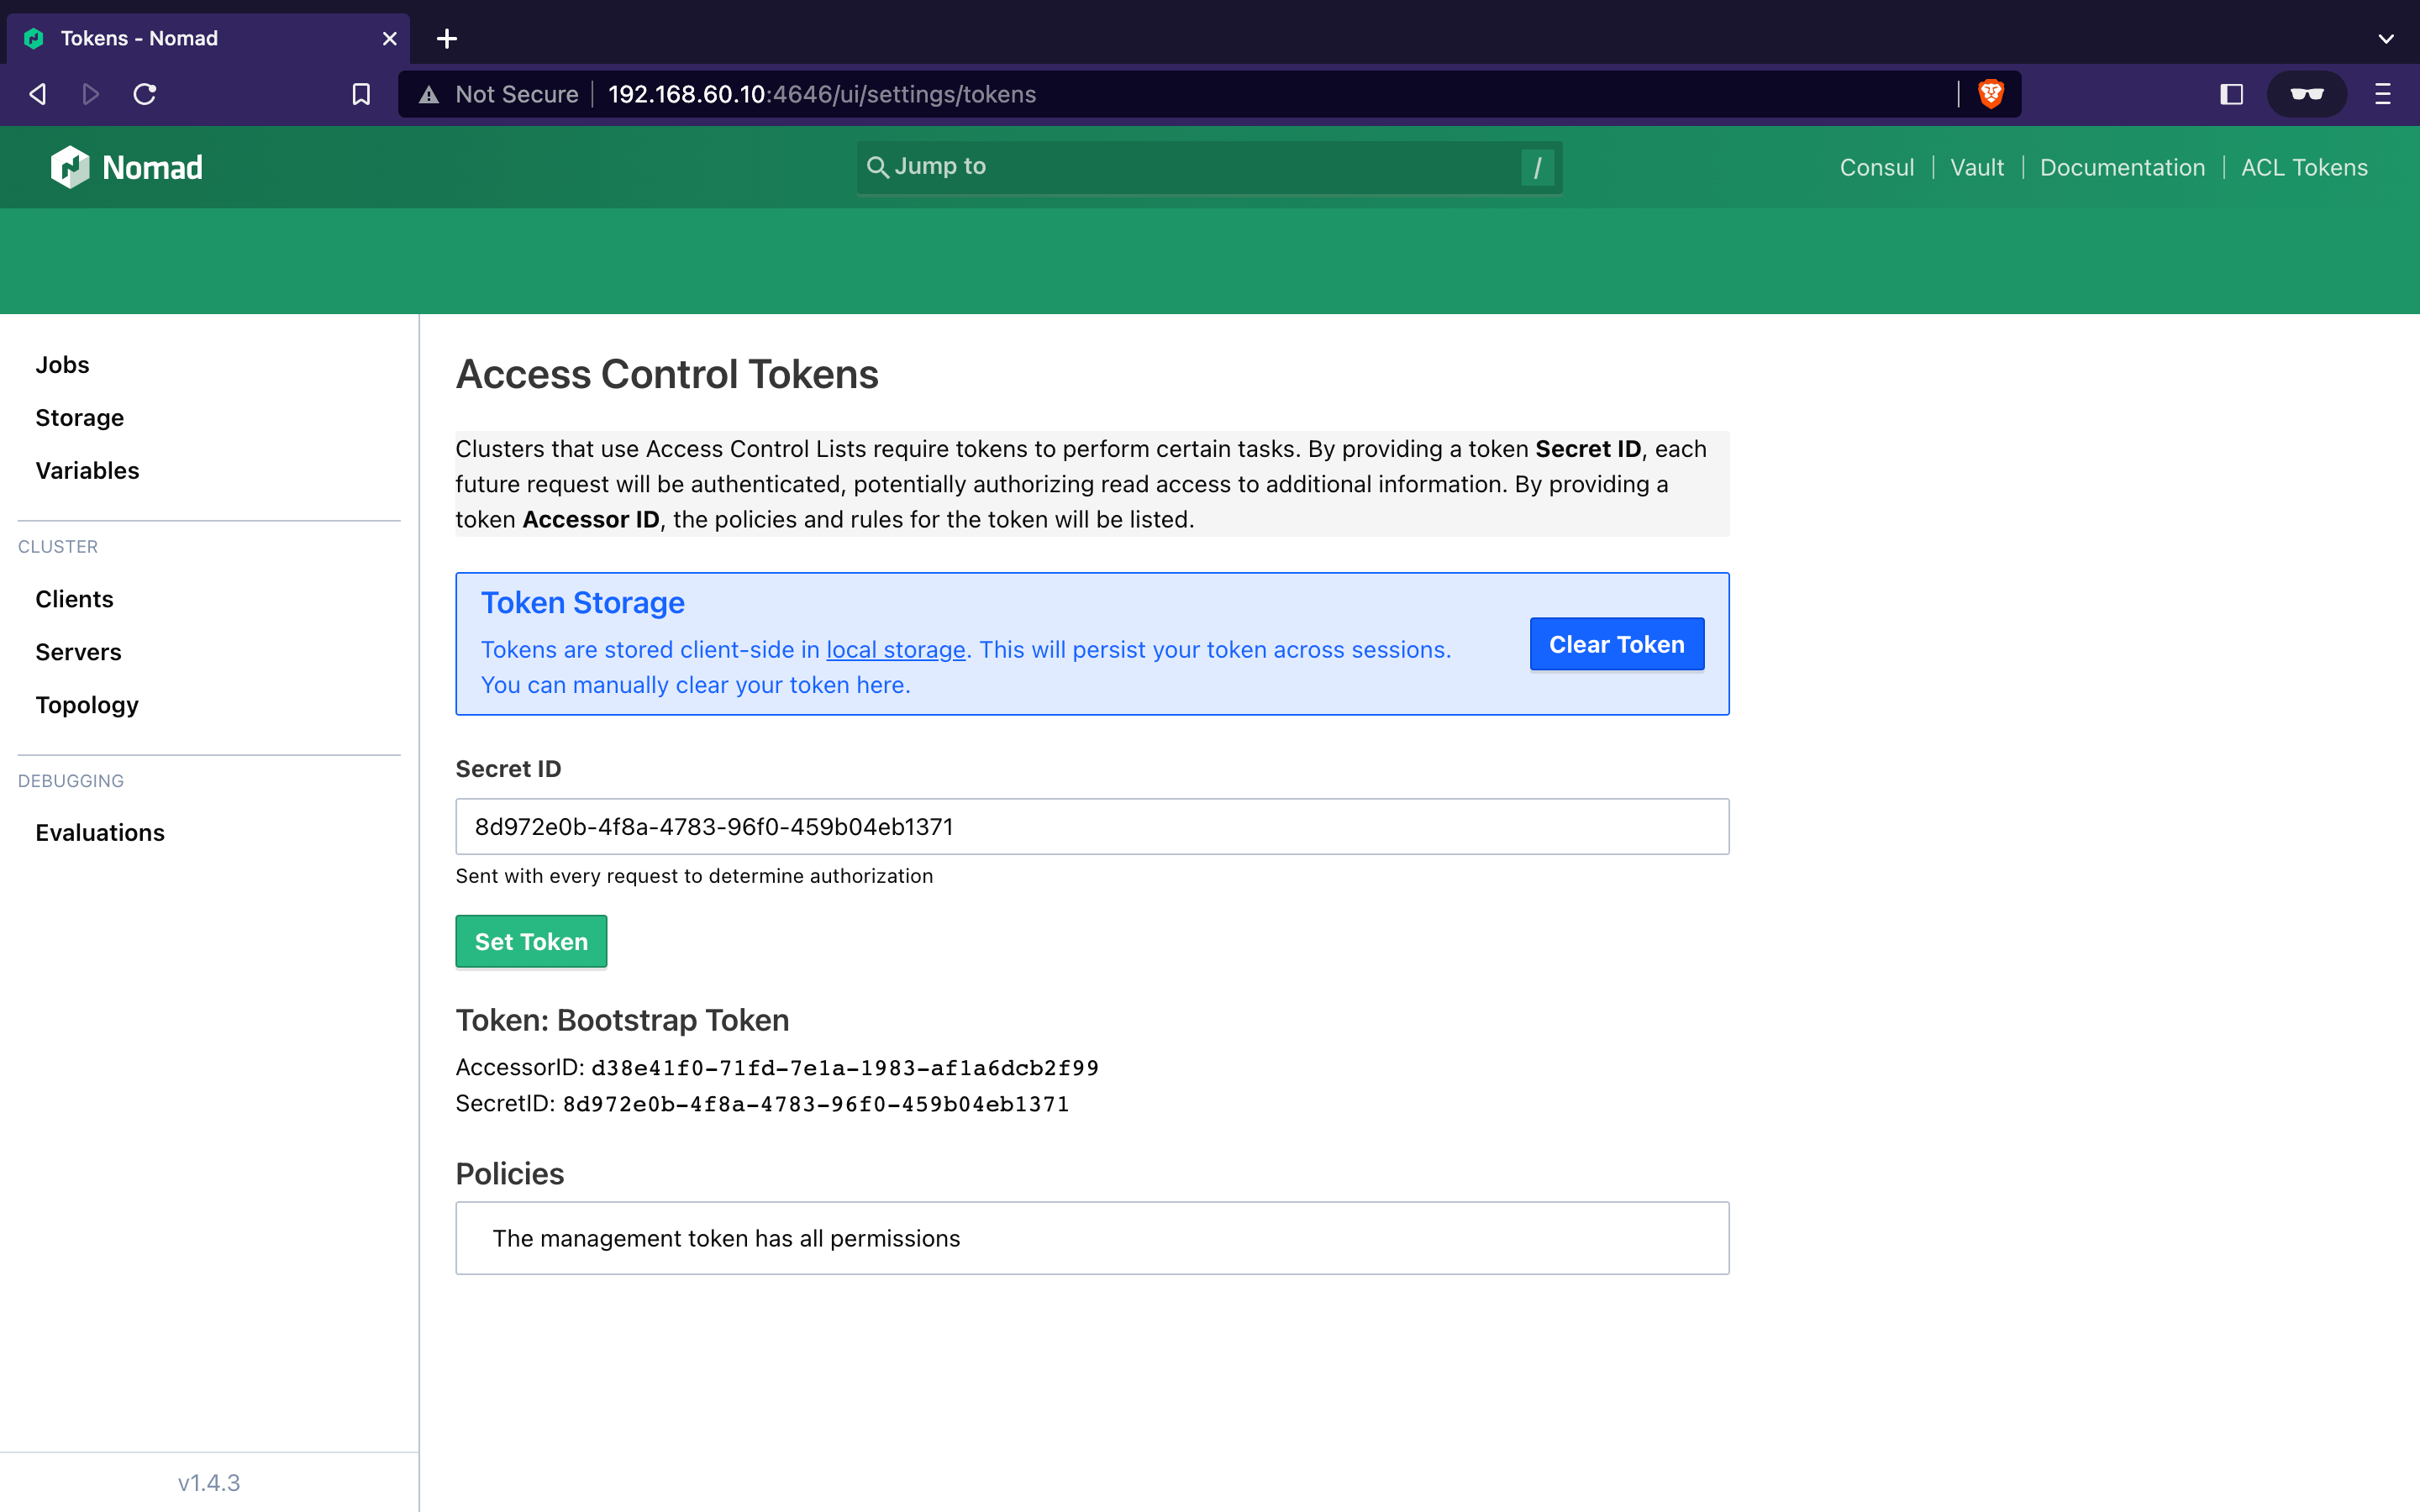 Tokens - Nomad
Not Secure 192.168.60.10:4646/ui/settings/tokens
Nomad
Jump to /
Consul Vault Documentation ACL Tokens
Jobs
Storage
Variables
CLUSTER
Clients
Servers
Topology
DEBUGGING
Evaluations
v1.4.3
Access Control Tokens
Clusters that use Access Control Lists require tokens to perform certain tasks. By providing a token Secret ID, each
future request will be authenticated, potentially authorizing read access to additional information. By providing a
token Accessor ID, the policies and rules for the token will be listed.
Token Storage
Tokens are stored client-side in local storage. This will persist your token across sessions.
You can manually clear your token here.
Clear Token
Secret ID
8d972e0b-4f8a-4783-96f0-459b04eb1371
Sent with every request to determine authorization
Set Token
Token: Bootstrap Token
AccessorID: d38e41f0-71fd-7e1a-1983-af1a6dcb2f99
SecretID: 8d972e0b-4f8a-4783-96f0-459b04eb1371
Policies
The management token has all permissions